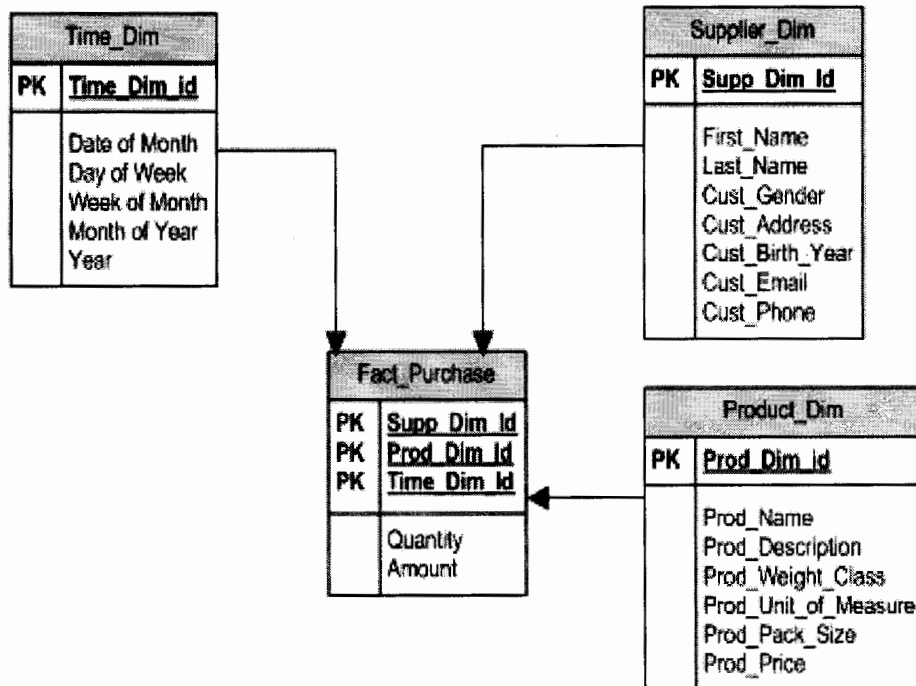 Time_Dim
PK Time_Dim_id
Date of Month
Day of Week
Week of Month
Month of Year
Year
Supplier_Dim
PK Supp_Dim_Id
First_Name
Last_Name
Cust_Gender
Cust_Address
Cust_Birth_Year
Cust_Email
Cust_Phone
Fact_Purchase
PK Supp_Dim_Id
PK Prod_Dim_Id
PK Time_Dim_Id
Quantity
Amount
Product_Dim
PK Prod_Dim_id
Prod_Name
Prod_Description
Prod_Weight_Class
Prod_Unit_of_Measure
Prod_Pack_Size
Prod_Price